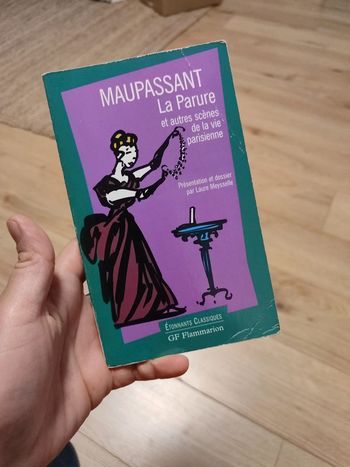 MAUPASSANT
La Parure
et autres scènes
de la vie
parisienne
Présentation et dossier
par Laure Meysselle
ÉTONNANTS CLASSIQUES
GF Flammarion